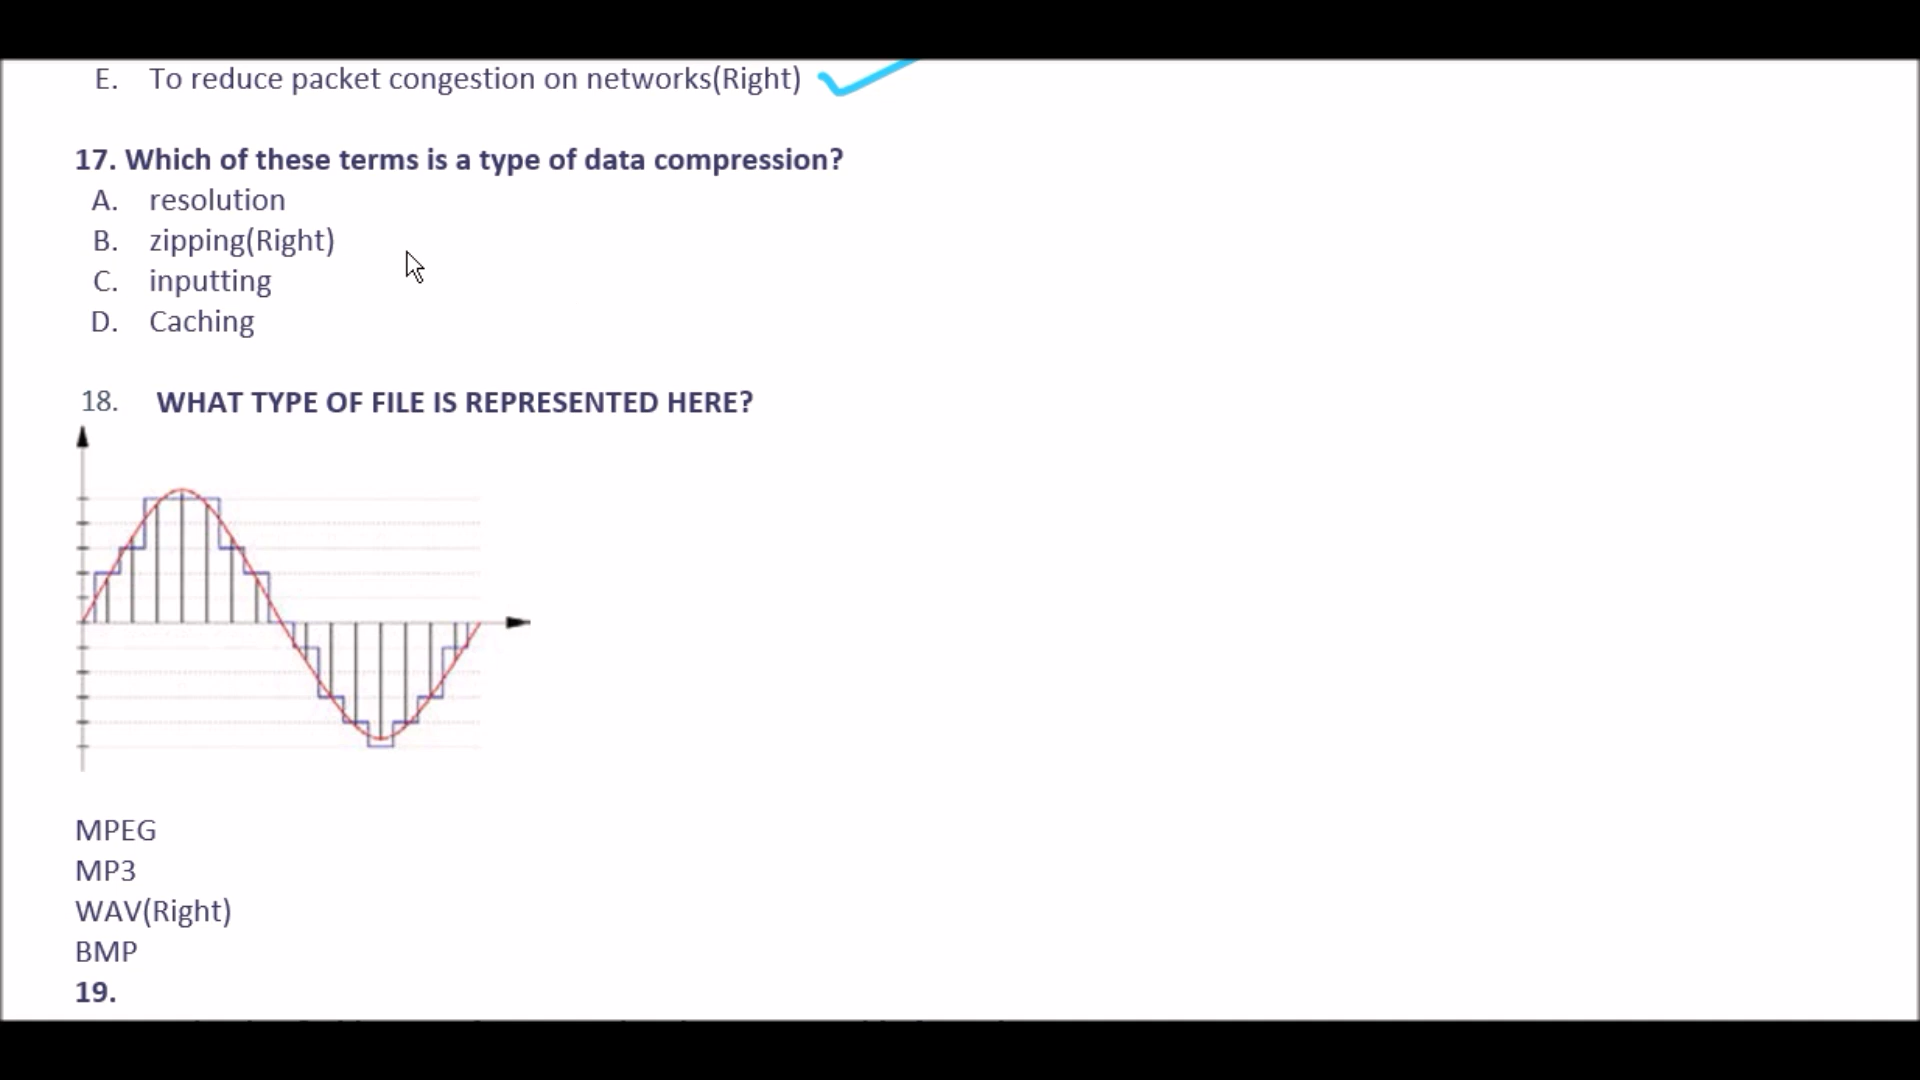 E. To reduce packet congestion on networks(Right)
17. Which of these terms is a type of data compression?
A. resolution
B. zipping(Right)
C. inputting
D. Caching
18. WHAT TYPE OF FILE IS REPRESENTED HERE?
MPEG
MP3
WAV(Right)
BMP
19.